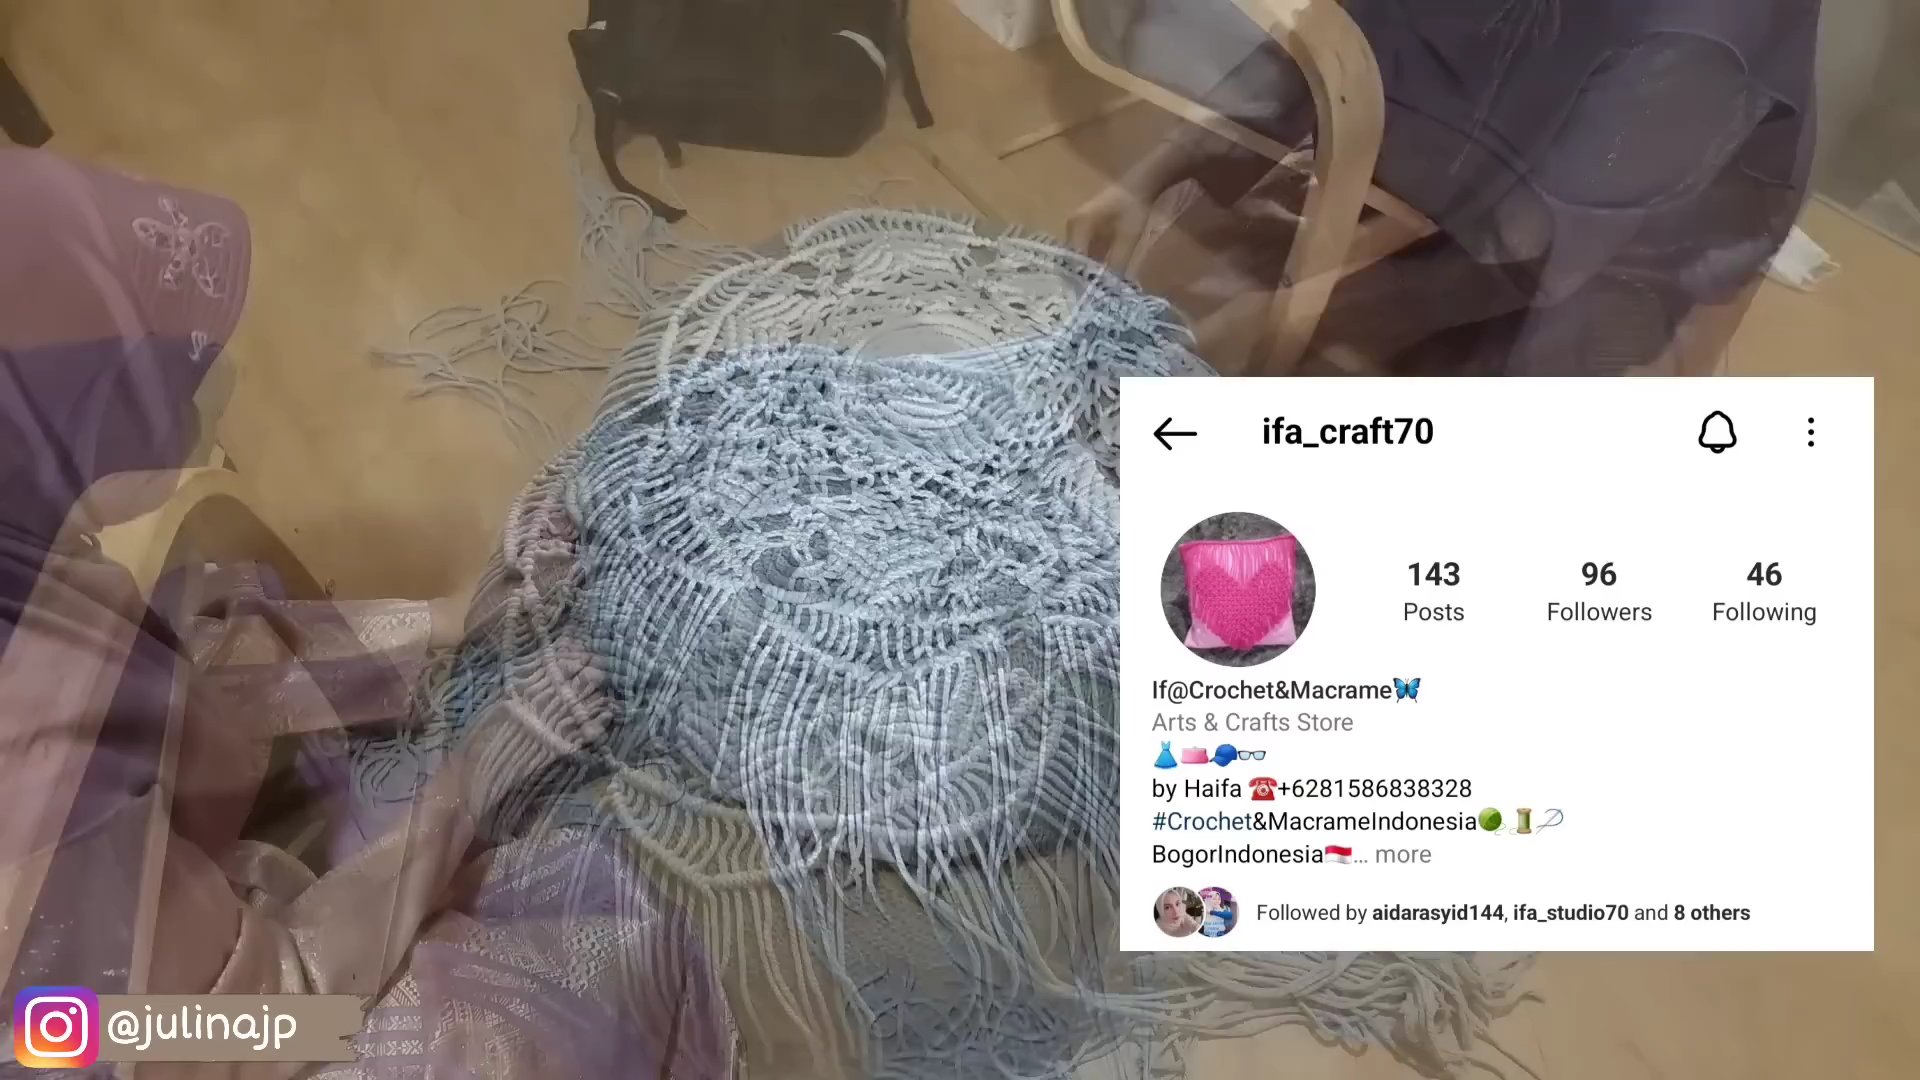 ifa_craft70
143 96 46
Posts Followers Following
If@Crochet&Macrame🦋
Arts & Crafts Store
👗👛🧢👓
by Haifa ☎️+6281586838328
#Crochet&MacrameIndonesia🧶🧵🪡
BogorIndonesia🇮🇩... more
Followed by aidarasyid144, ifa_studio70 and 8 others
@julinajp